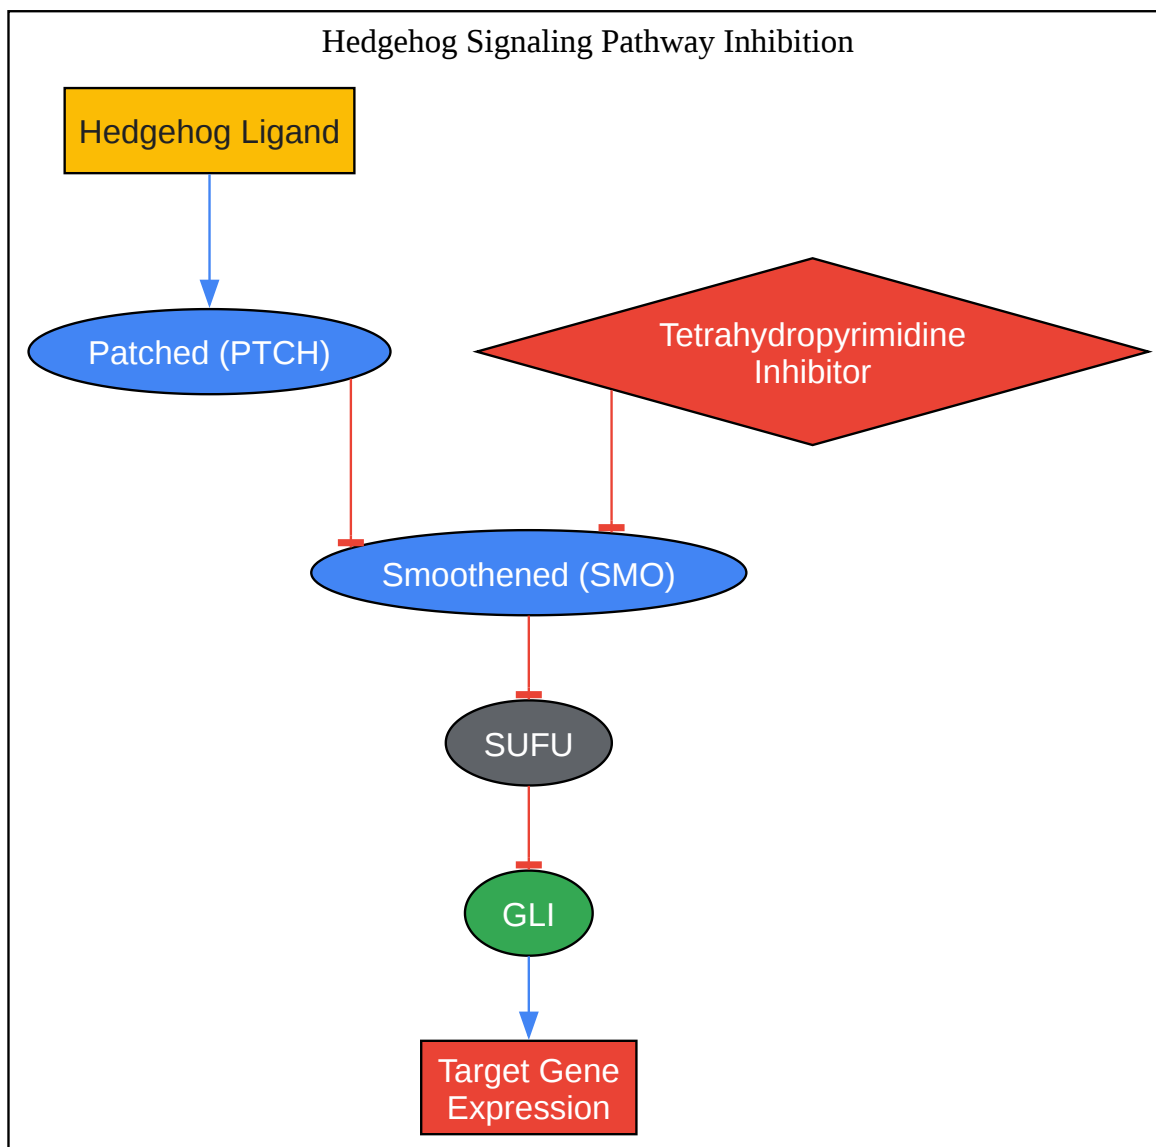 Hedgehog Signaling Pathway Inhibition
Hedgehog Ligand
Patched (PTCH)
Tetrahydropyrimidine
Inhibitor
Smoothened (SMO)
SUFU
GLI
Target Gene
Expression